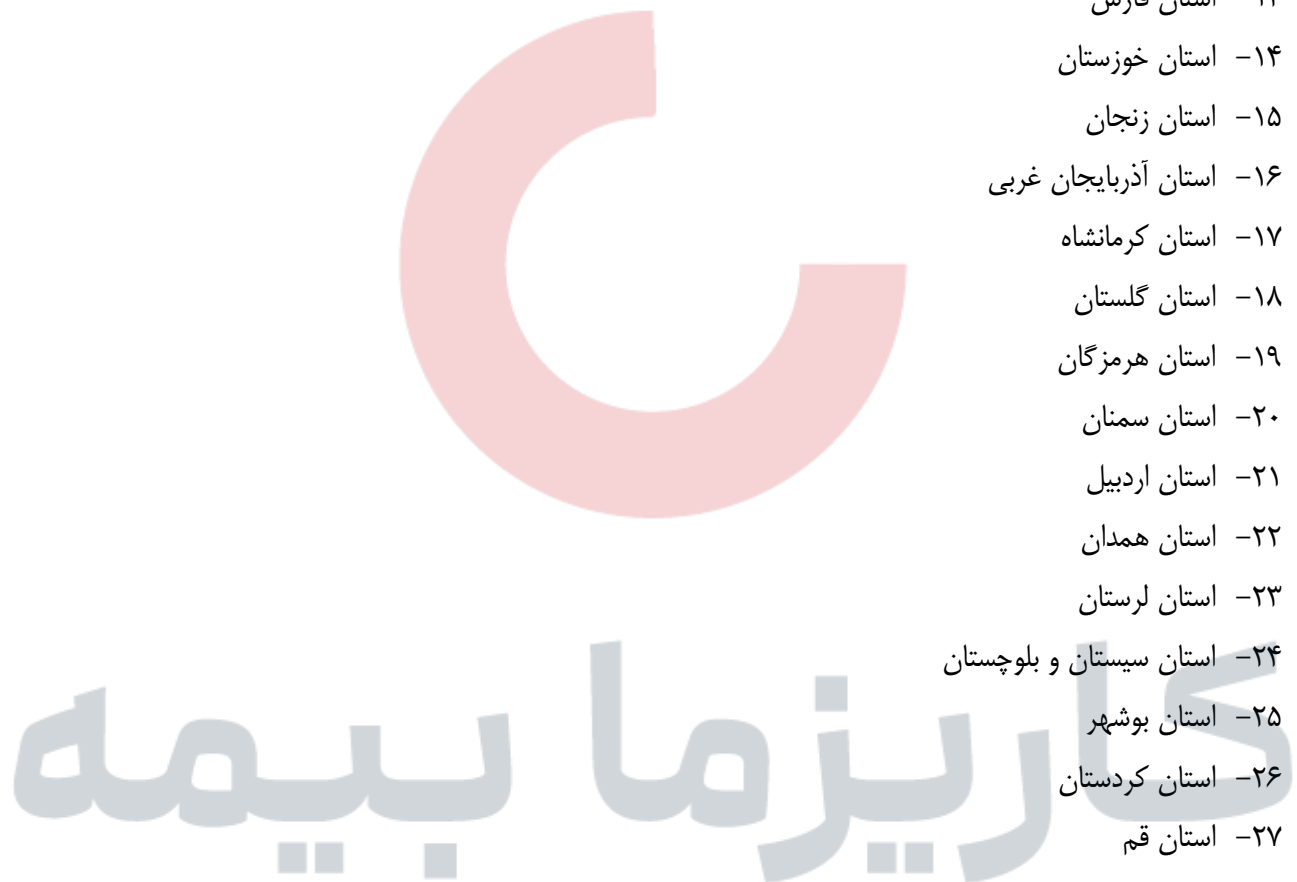 استان فارس
۱۴- استان خوزستان
۱۵- استان زنجان
۱۶- استان آذربایجان غربی
۱۷- استان کرمانشاه
۱۸- استان گلستان
۱۹- استان هرمزگان
۲۰- استان سمنان
۲۱- استان اردبیل
۲۲- استان همدان
۲۳- استان لرستان
۲۴- استان سیستان و بلوچستان
۲۵- استان بوشهر
۲۶- استان کردستان
۲۷- استان قم
کاریزما بیمه